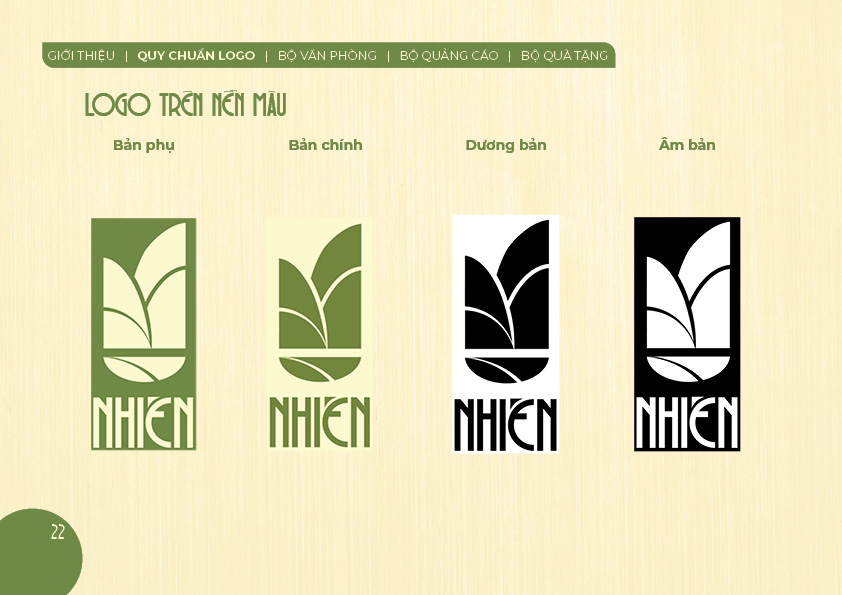 GIỚI THIỆU | QUY CHUẨN LOGO | BỘ VĂN PHÒNG | BỘ QUẢNG CÁO | BỘ QUÀ TẶNG
LOGO TRÊN NỀN MÀU
Bản phụ
Bản chính
Dương bản
Âm bản
NHIÊN
NHIÊN
NHIÊN
NHIÊN
22